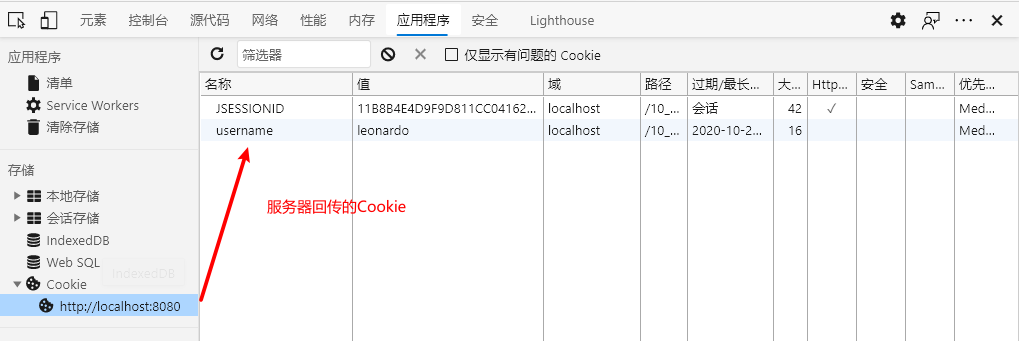 元素 控制台 源代码 网络 性能 内存 应用程序 安全 Lighthouse
应用程序
清单
Service Workers
清除存储
存储
本地存储
会话存储
IndexedDB
Web SQL
IndexedDB
Cookie
http://localhost:8080
筛选器 仅显示有问题的 Cookie
名称 值 域 路径 过期/最长... 大... Http... 安全 Sam... 优先...
JSESSIONID 11B8B4E4D9F9D811CC04162... localhost /10_... 会话 42 ✓ Med...
username leonardo localhost /10_... 2020-10-2... 16 Med...
服务器回传的Cookie